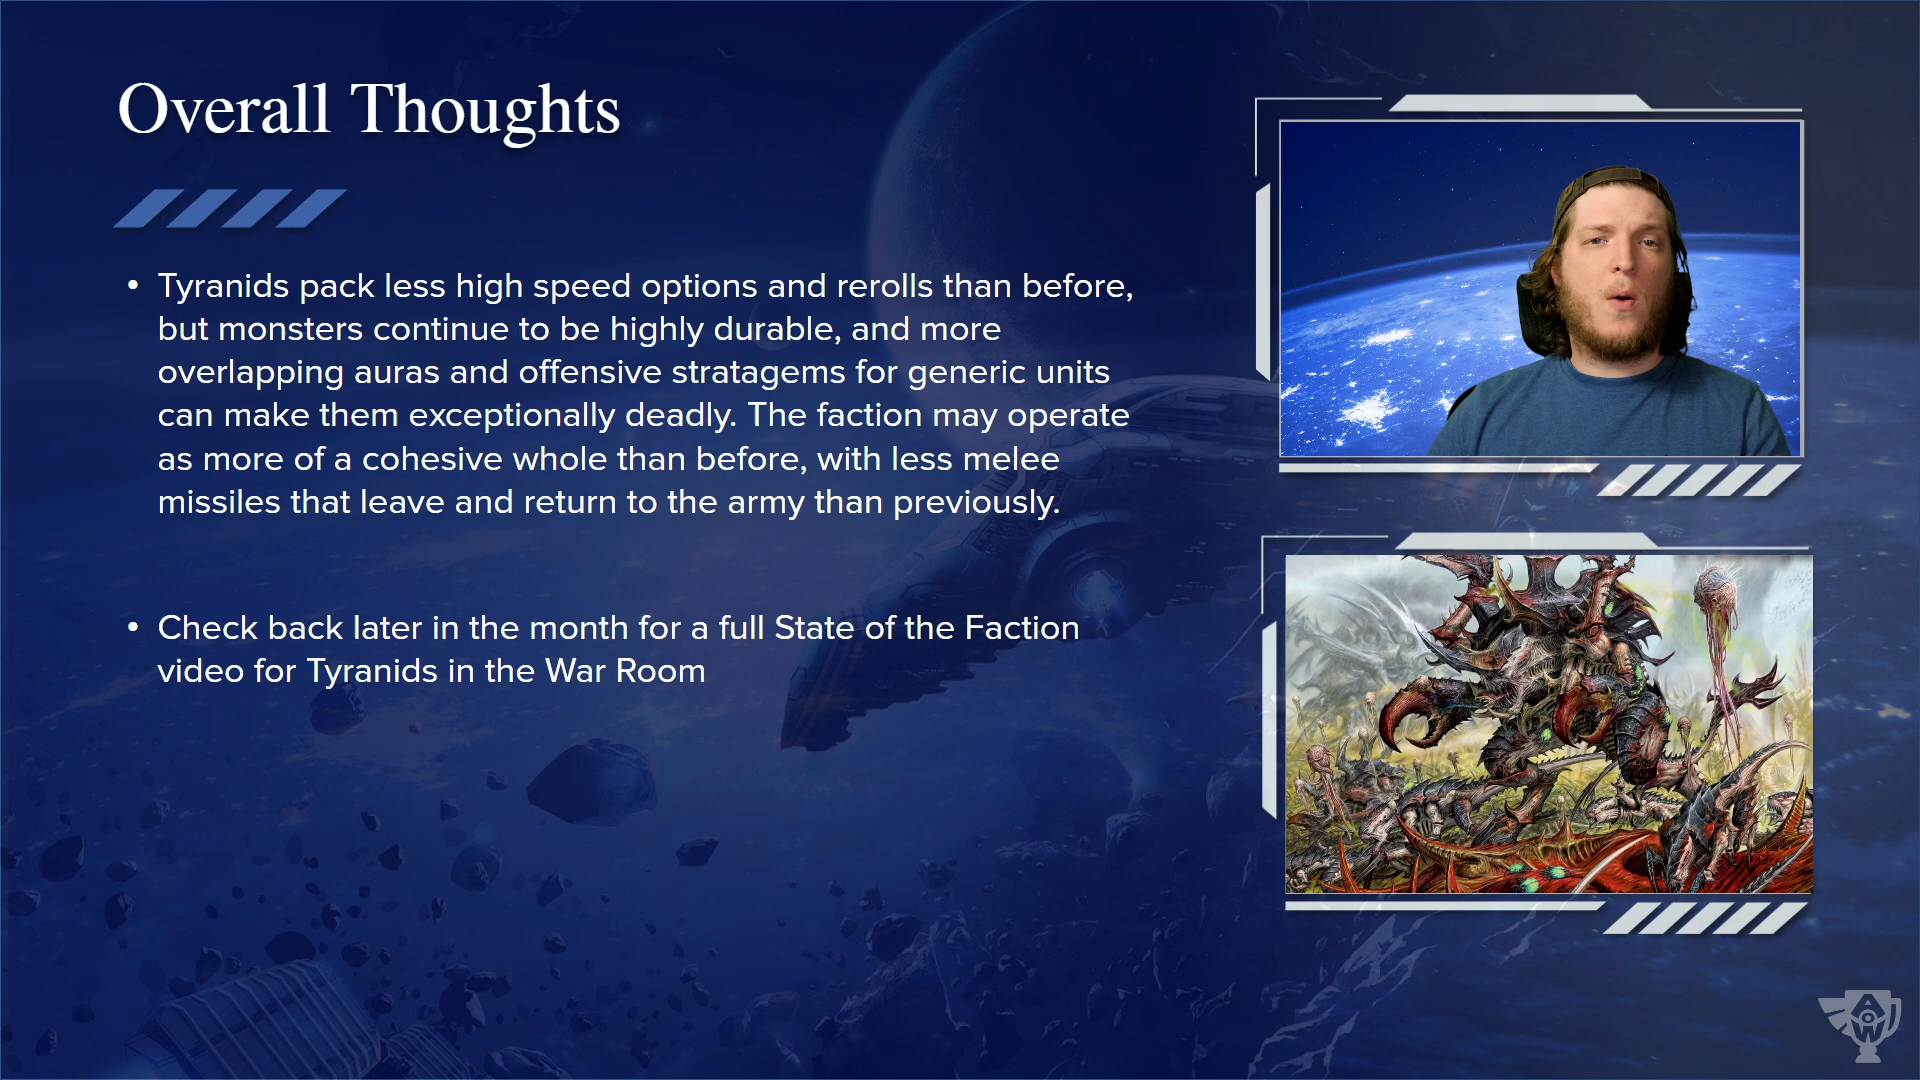 Overall Thoughts
• Tyranids pack less high speed options and rerolls than before,
but monsters continue to be highly durable, and more
overlapping auras and offensive stratagems for generic units
can make them exceptionally deadly. The faction may operate
as more of a cohesive whole than before, with less melee
missiles that leave and return to the army than previously.
• Check back later in the month for a full State of the Faction
video for Tyranids in the War Room
AOW